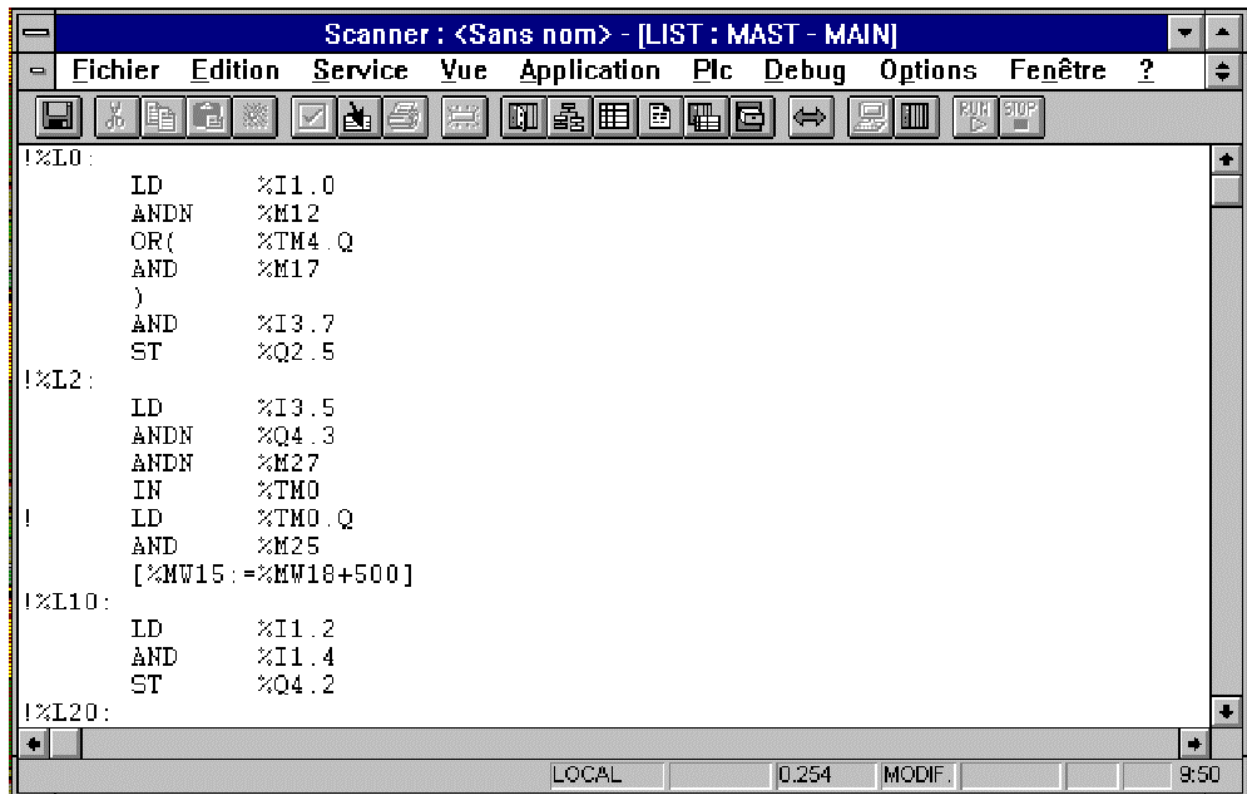 Scanner : <Sans nom> - [LIST : MAST - MAIN]
Fichier Edition Service Vue Application Plc Debug Options Fenêtre ?
RUN STOP
!%L0:
LD %I1.0
ANDN %M12
OR( %TM4.Q
AND %M17
)
AND %I3.7
ST %Q2.5
!%L2:
LD %I3.5
ANDN %Q4.3
ANDN %M27
IN %TM0
! LD %TM0.Q
AND %M25
[%MW15:=%MW18+500]
!%L10:
LD %I1.2
AND %I1.4
ST %Q4.2
!%L20:
LOCAL 0.254 MODIF. 9:50